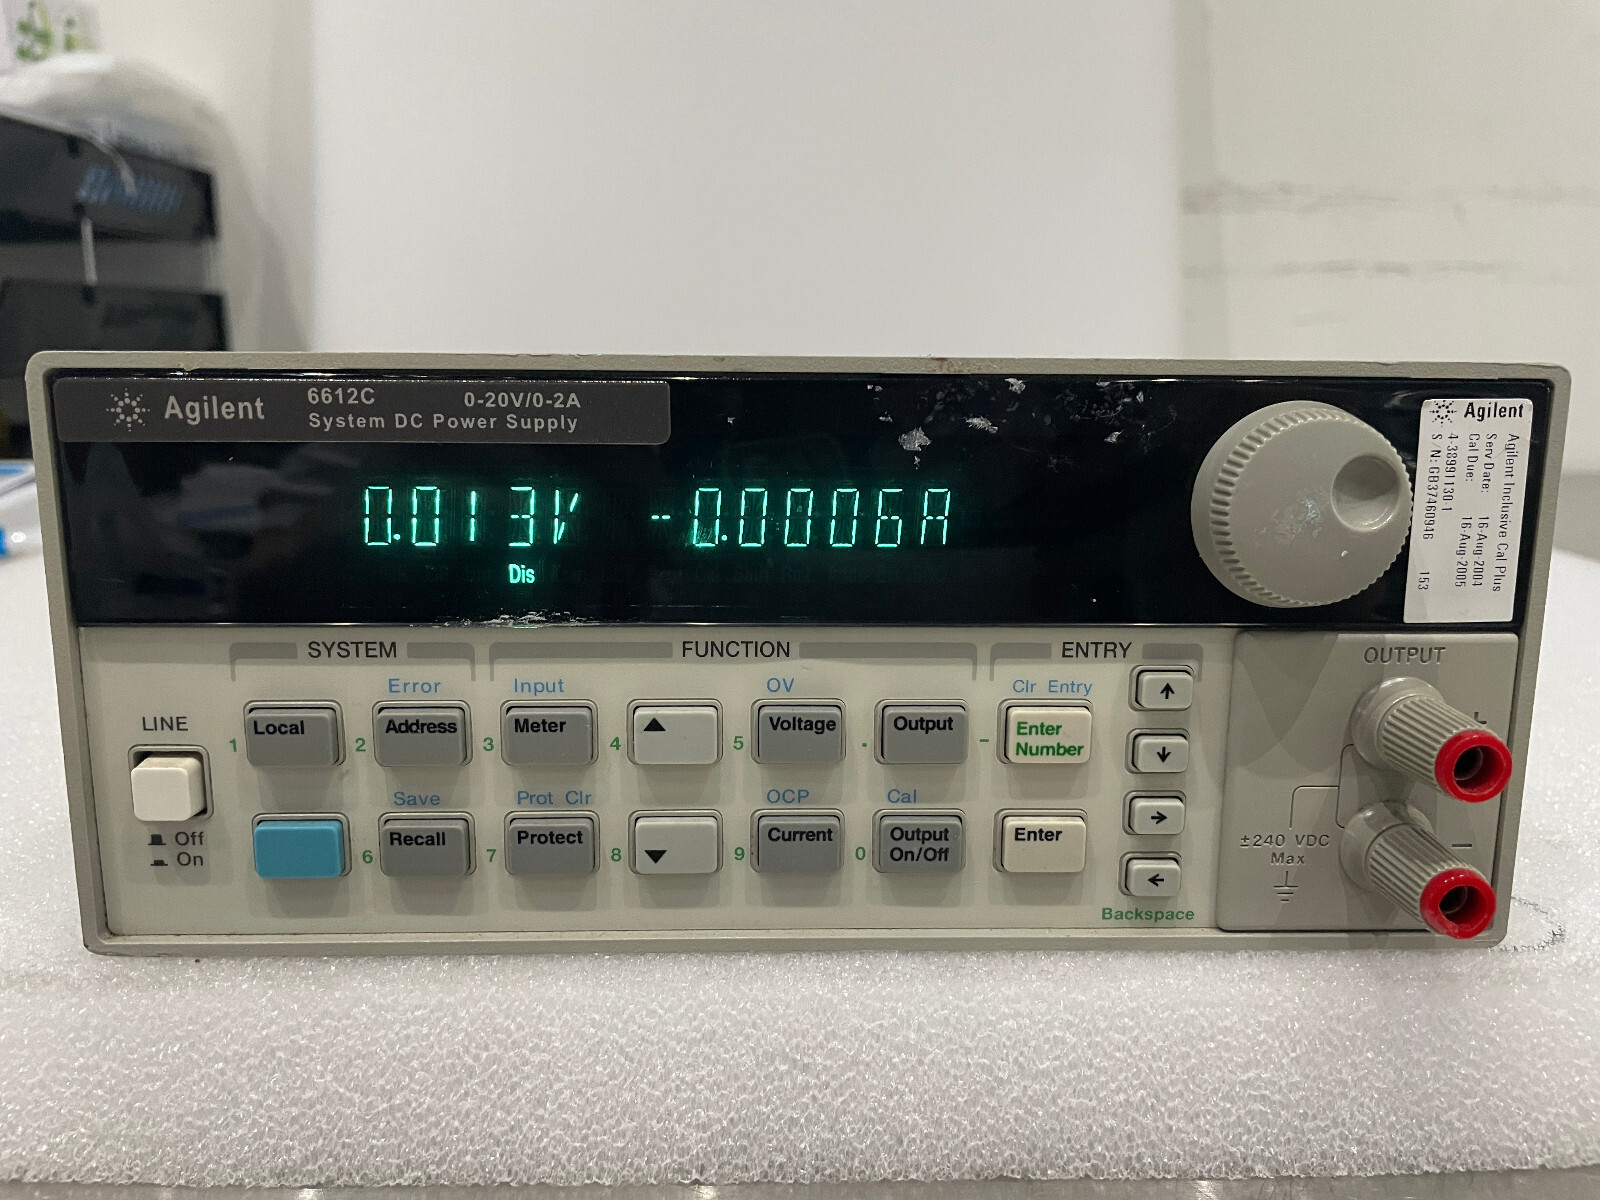 Agilent
6612C 0-20V/0-2A
System DC Power Supply
0.013V -0.0006A
Dis
Agilent
Agilent Inclusive Cal Plus
Serv Date: 16-Aug-2004
Cal Due: 16-Aug-2005
4-38991130-1
S/N: GB37460946 153
SYSTEM FUNCTION ENTRY
OUTPUT
Error Input OV Clr Entry
LINE
1 Local 2 Address 3 Meter 4 ▲ 5 Voltage . Output - Enter Number ↑
+
↓
Save Prot Clr OCP Cal
Off
On
6 Recall 7 Protect 8 ▼ 9 Current 0 Output On/Off Enter →
←
Backspace
±240 VDC
Max
−